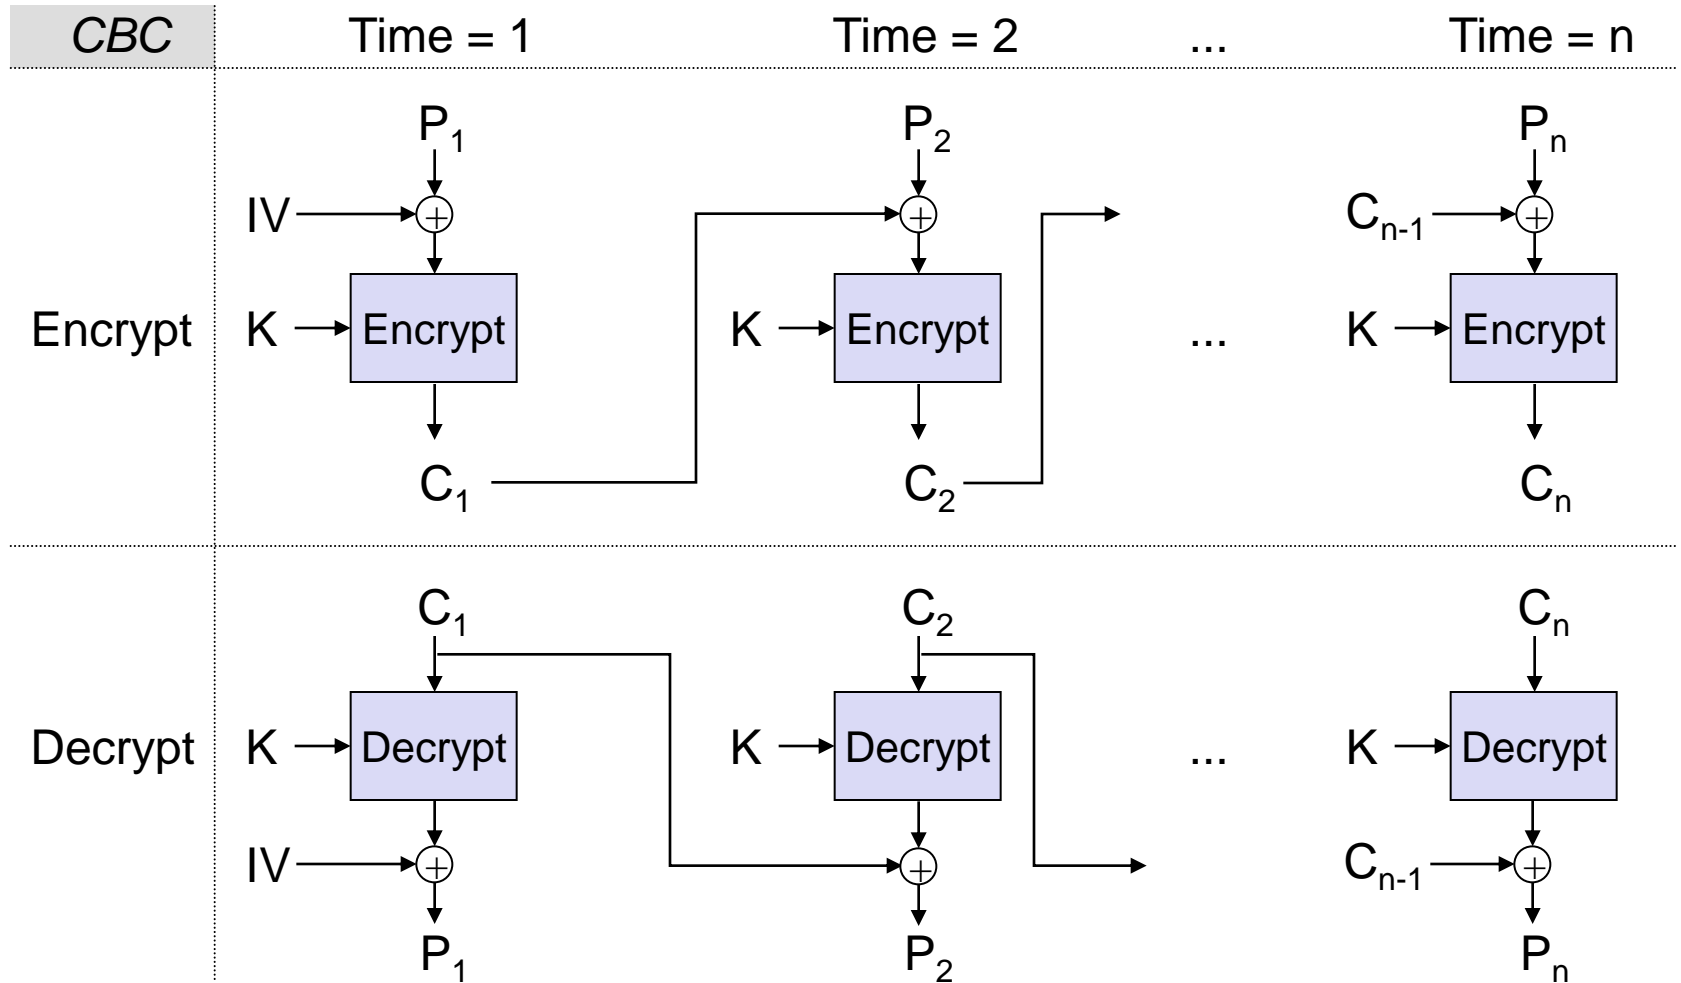 CBC Time = 1 Time = 2 ... Time = n
P₁ P₂ Pₙ
IV + + Cₙ₋₁ +
Encrypt K Encrypt K Encrypt ... K Encrypt
C₁ C₂ Cₙ
C₁ C₂ Cₙ
Decrypt K Decrypt K Decrypt ... K Decrypt
IV + + Cₙ₋₁ +
P₁ P₂ Pₙ